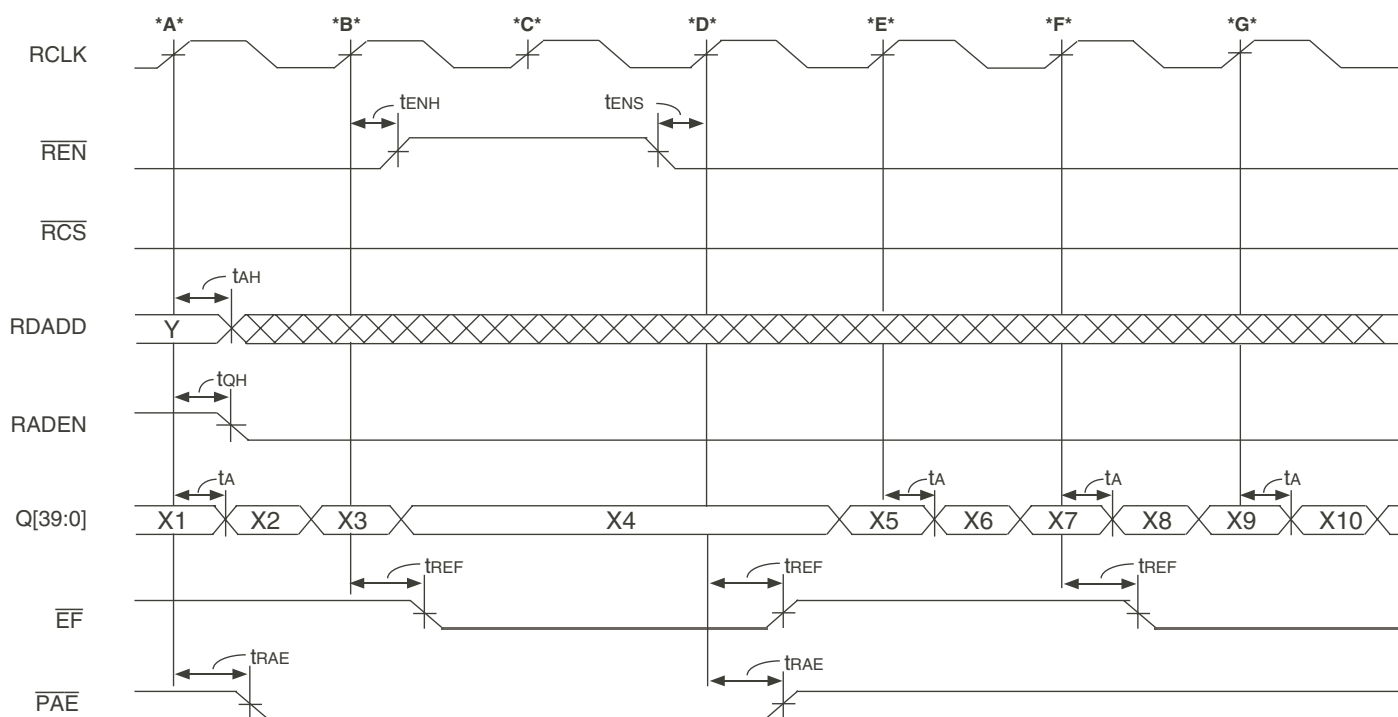 *A* *B* *C* *D* *E* *F* *G*
RCLK
tENH tENS
REN
RCS
tAH
RDADD Y
tQH
RADEN
tA tA tA tA
Q[39:0] X1 X2 X3 X4 X5 X6 X7 X8 X9 X10
tREF tREF tREF
EF
tRAE tRAE
PAE